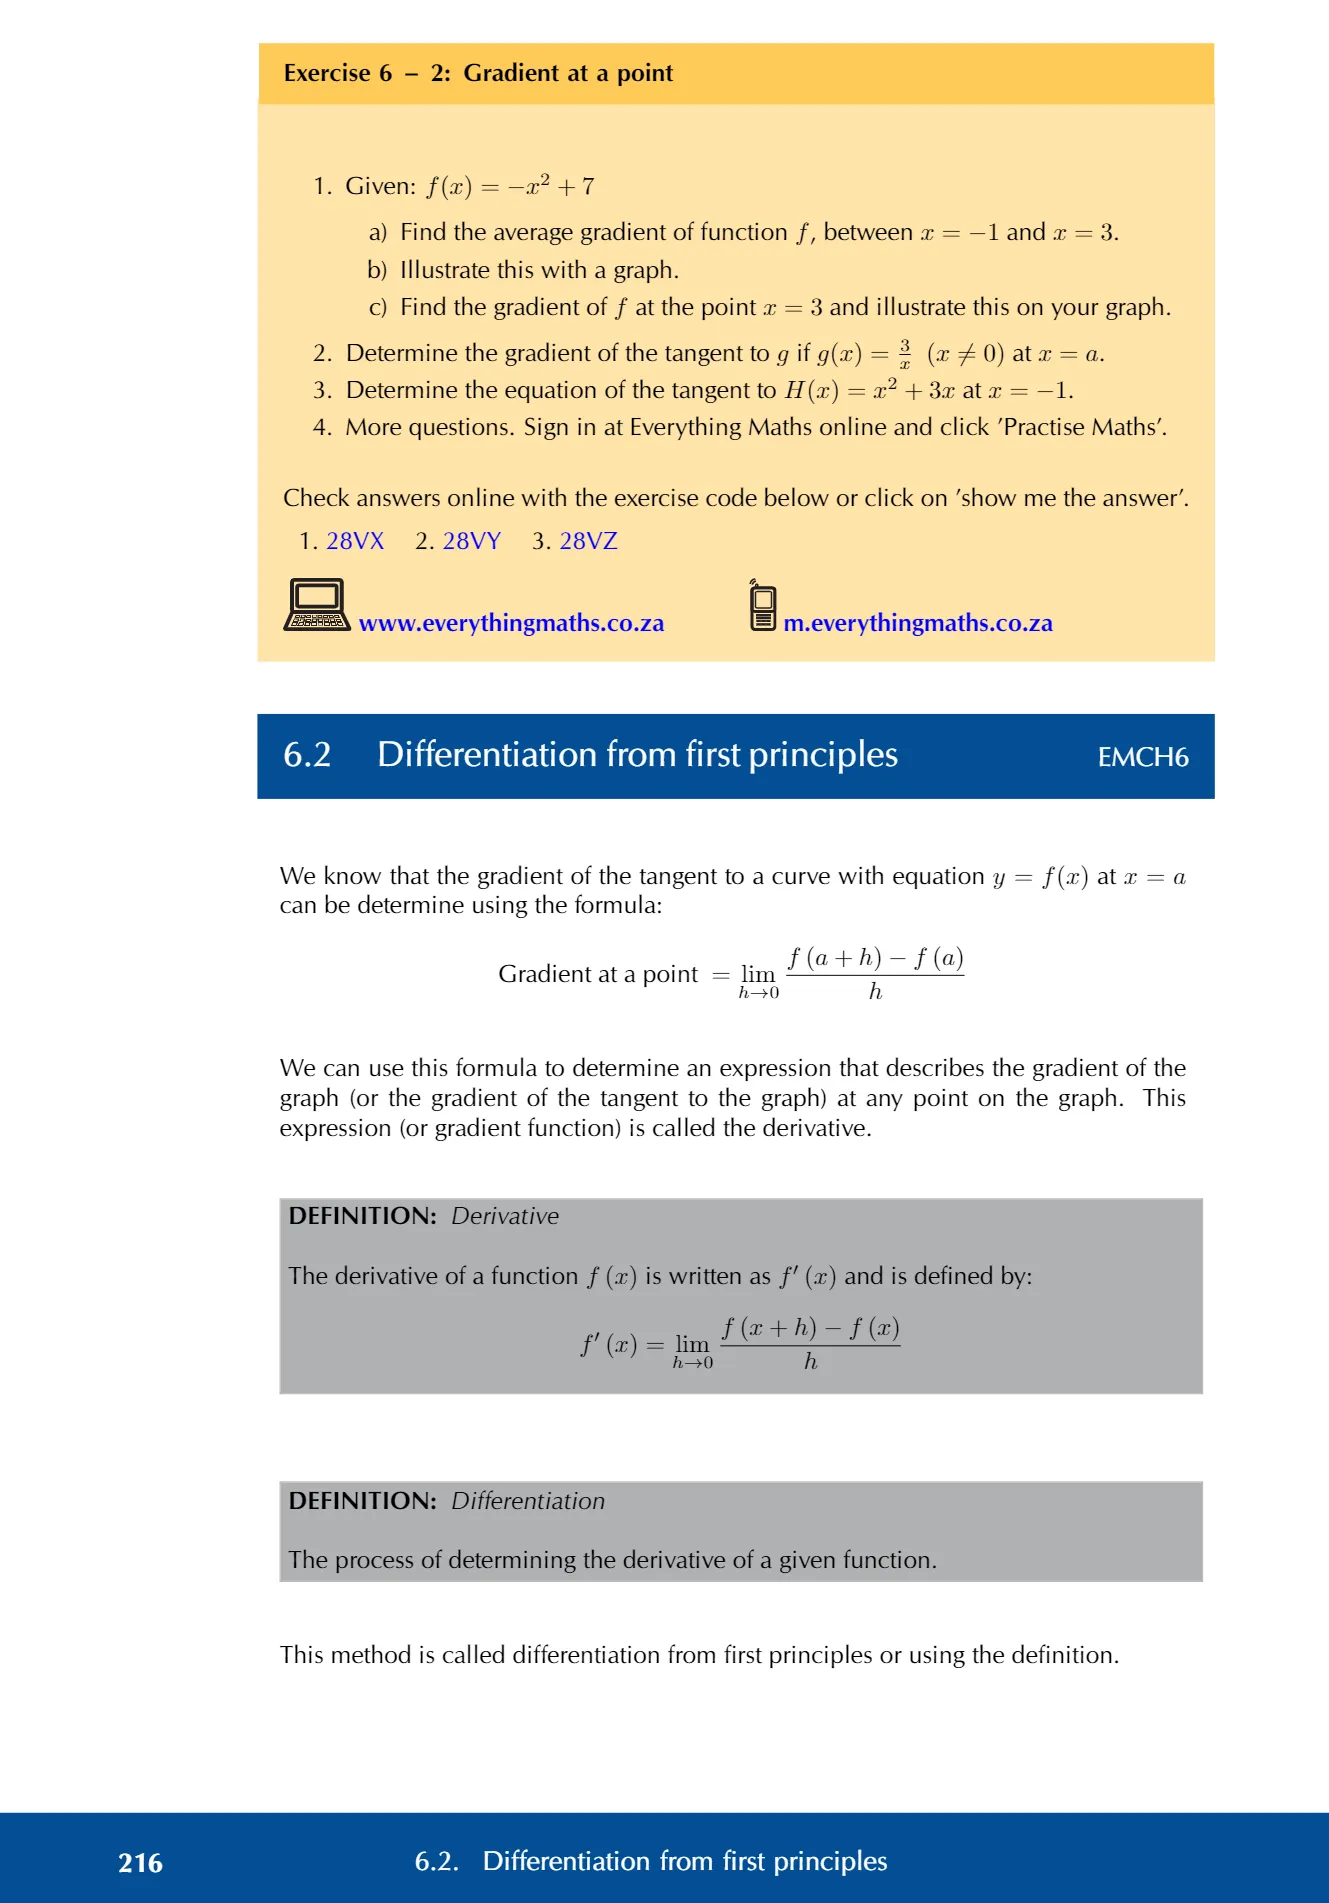 Exercise 6 – 2: Gradient at a point
1. Given: f(x) = −x² + 7
a) Find the average gradient of function f, between x = −1 and x = 3.
b) Illustrate this with a graph.
c) Find the gradient of f at the point x = 3 and illustrate this on your graph.
2. Determine the gradient of the tangent to g if g(x) = 3/x (x ≠ 0) at x = a.
3. Determine the equation of the tangent to H(x) = x² + 3x at x = −1.
4. More questions. Sign in at Everything Maths online and click ’Practise Maths’.
Check answers online with the exercise code below or click on ’show me the answer’.
1. 28VX 2. 28VY 3. 28VZ
www.everythingmaths.co.za m.everythingmaths.co.za
6.2 Differentiation from first principles EMCH6
We know that the gradient of the tangent to a curve with equation y = f(x) at x = a
can be determine using the formula:
Gradient at a point = lim h→0 (f (a + h) − f (a)) / h
We can use this formula to determine an expression that describes the gradient of the
graph (or the gradient of the tangent to the graph) at any point on the graph. This
expression (or gradient function) is called the derivative.
DEFINITION: Derivative
The derivative of a function f (x) is written as f′ (x) and is defined by:
f′ (x) = lim h→0 (f (x + h) − f (x)) / h
DEFINITION: Differentiation
The process of determining the derivative of a given function.
This method is called differentiation from first principles or using the definition.
216 6.2. Differentiation from first principles